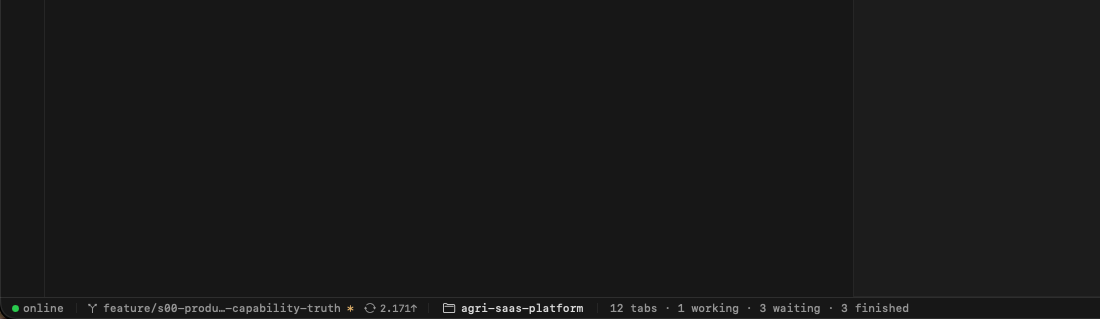 online feature/s00-produ…-capability-truth * 2.171↑ agri-saas-platform 12 tabs · 1 working · 3 waiting · 3 finished